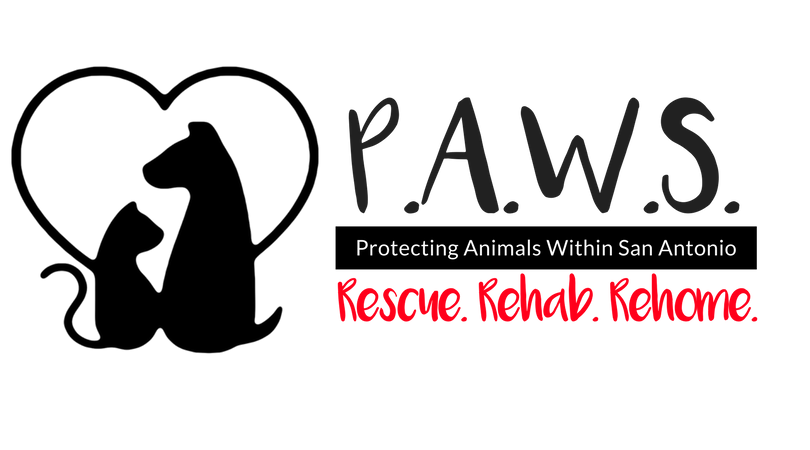 P.A.W.S.
Protecting Animals Within San Antonio
Rescue. Rehab. Rehome.